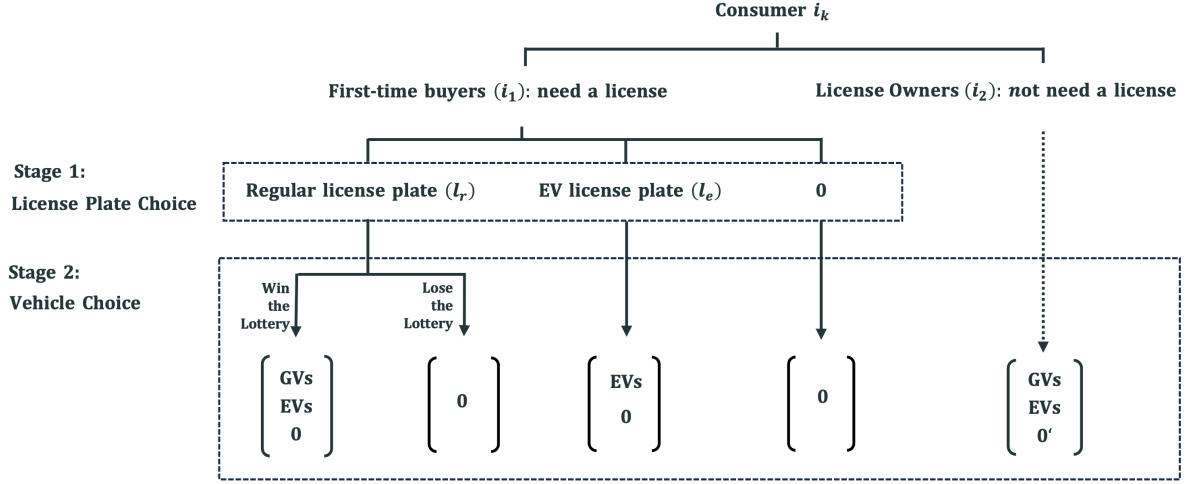 Consumer i_k
First-time buyers (i_1): need a license
License Owners (i_2): not need a license
Stage 1:
License Plate Choice
Regular license plate (l_r)
EV license plate (l_e)
0
Stage 2:
Vehicle Choice
Win
the
Lottery
Lose
the
Lottery
GVs
EVs
0
0
EVs
0
0
GVs
EVs
0‘